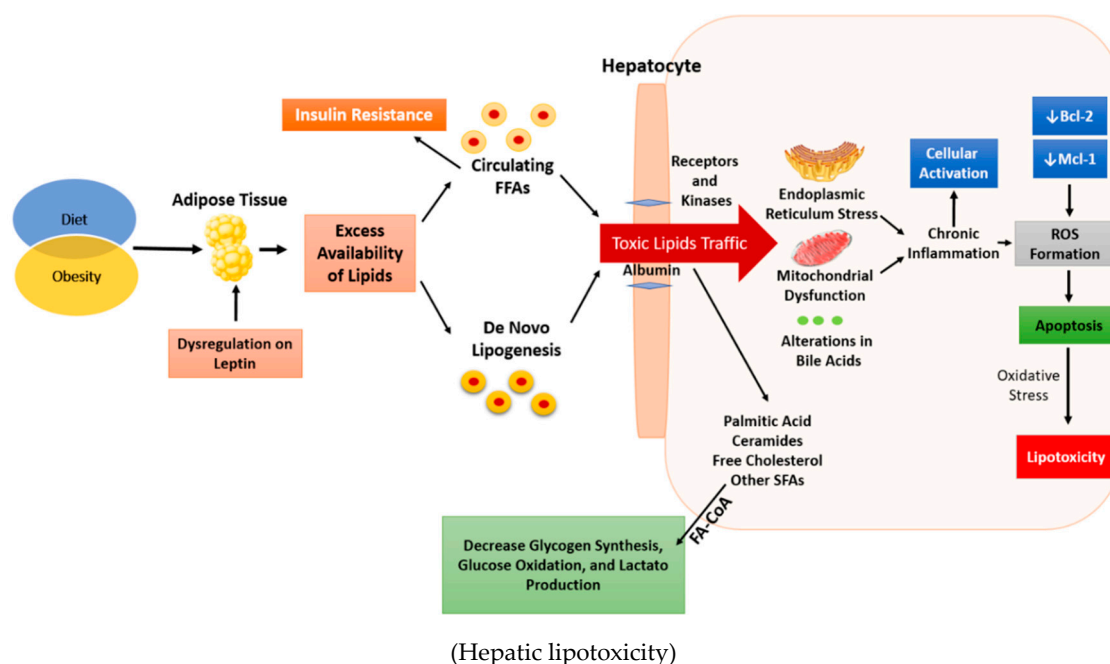 Diet
Obesity
Adipose Tissue
Dysregulation on
Leptin
Excess
Availability
of Lipids
Insulin Resistance
Circulating
FFAs
De Novo
Lipogenesis
Hepatocyte
Receptors
and
Kinases
Toxic Lipids Traffic
Albumin
Endoplasmic
Reticulum Stress
Mitochondrial
Dysfunction
Alterations in
Bile Acids
Cellular
Activation
Chronic
Inflammation
↓Bcl-2
↓Mcl-1
ROS
Formation
Apoptosis
Oxidative
Stress
Lipotoxicity
Palmitic Acid
Ceramides
Free Cholesterol
Other SFAs
FA-CoA
Decrease Glycogen Synthesis,
Glucose Oxidation, and Lactato
Production
(Hepatic lipotoxicity)